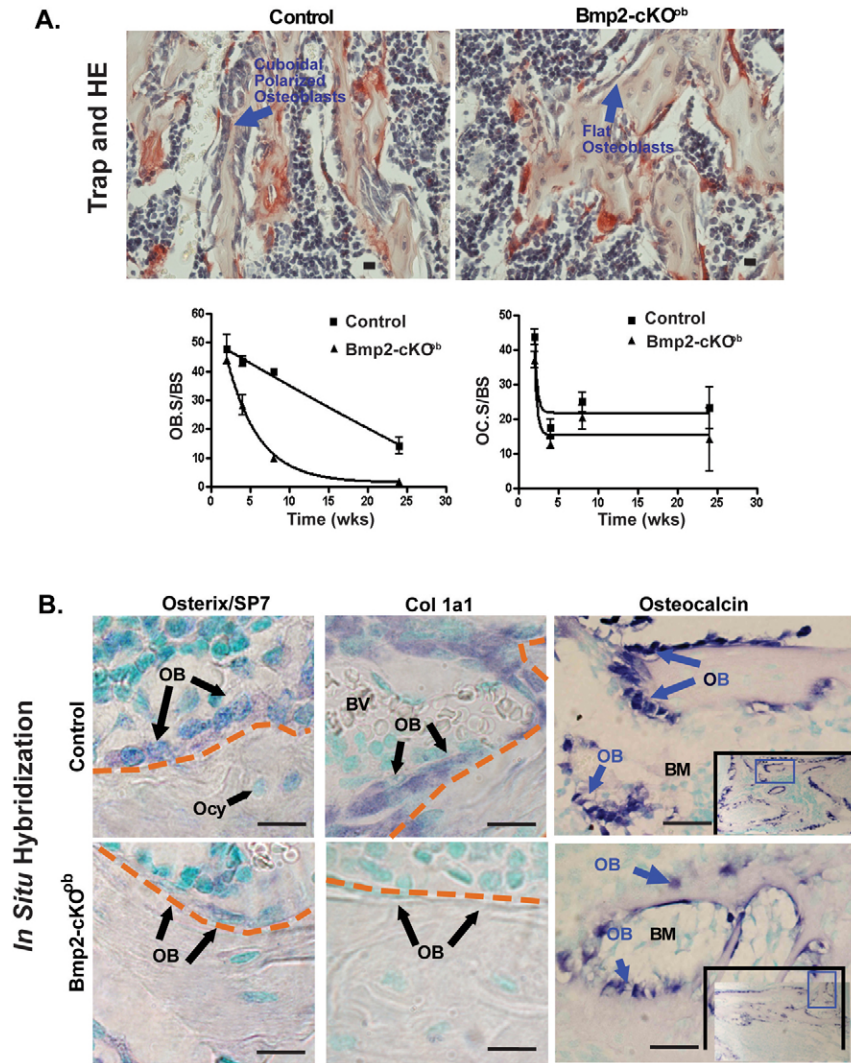 A.
Control
Bmp2-cKOᵒᵇ
Trap and HE
Cuboidal
Polarized
Osteoblasts
Flat
Osteoblasts
OB.S/BS
60
50
40
30
20
10
0
Control
Bmp2-cKOᵒᵇ
0 5 10 15 20 25 30
Time (wks)
OC.S/BS
50
40
30
20
10
0
Control
Bmp2-cKOᵒᵇ
0 5 10 15 20 25 30
Time (wks)
B.
Osterix/SP7
Col 1a1
Osteocalcin
In Situ Hybridization
Control
OB
Ocy
BV
OB
OB
OB
BM
Bmp2-cKOᵒᵇ
OB
OB
OB
OB
BM